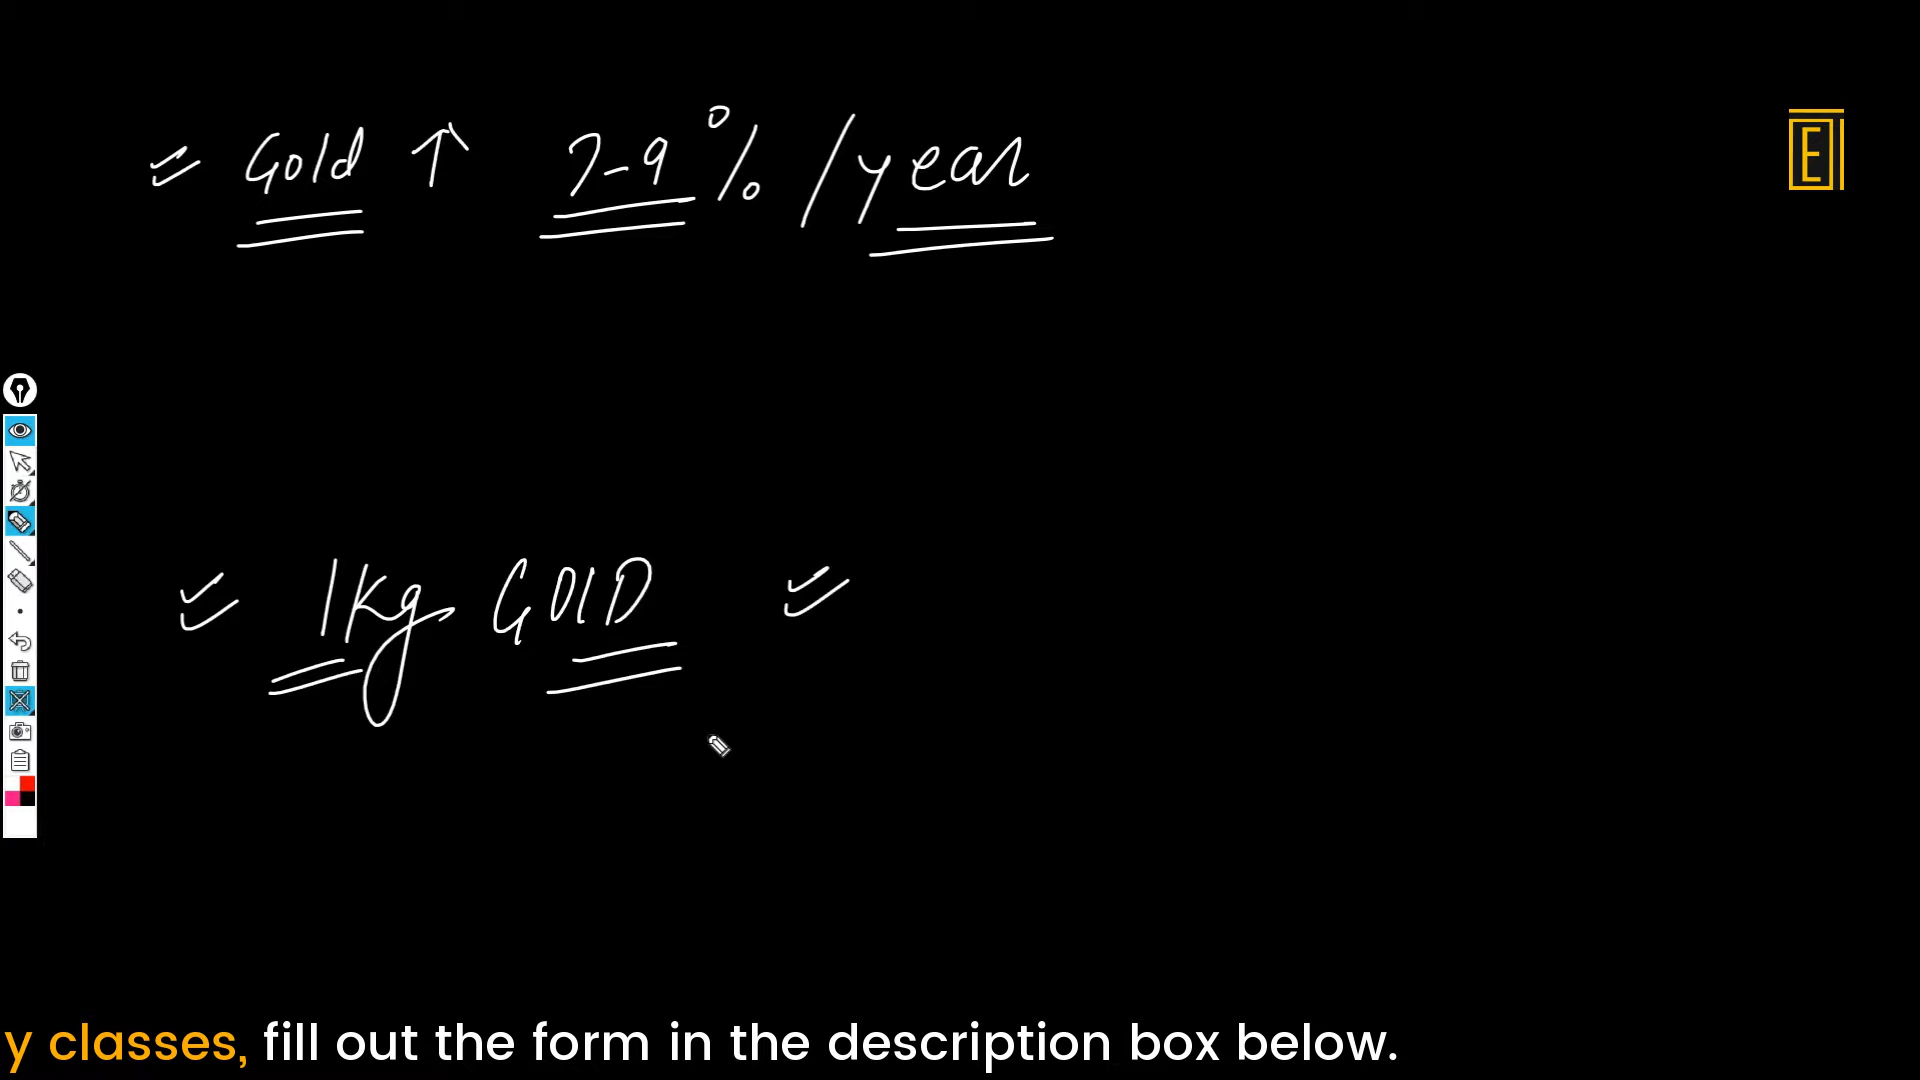 Gold ↑ 7-9 % / year
E
1kg GOLD
y classes, fill out the form in the description box below.